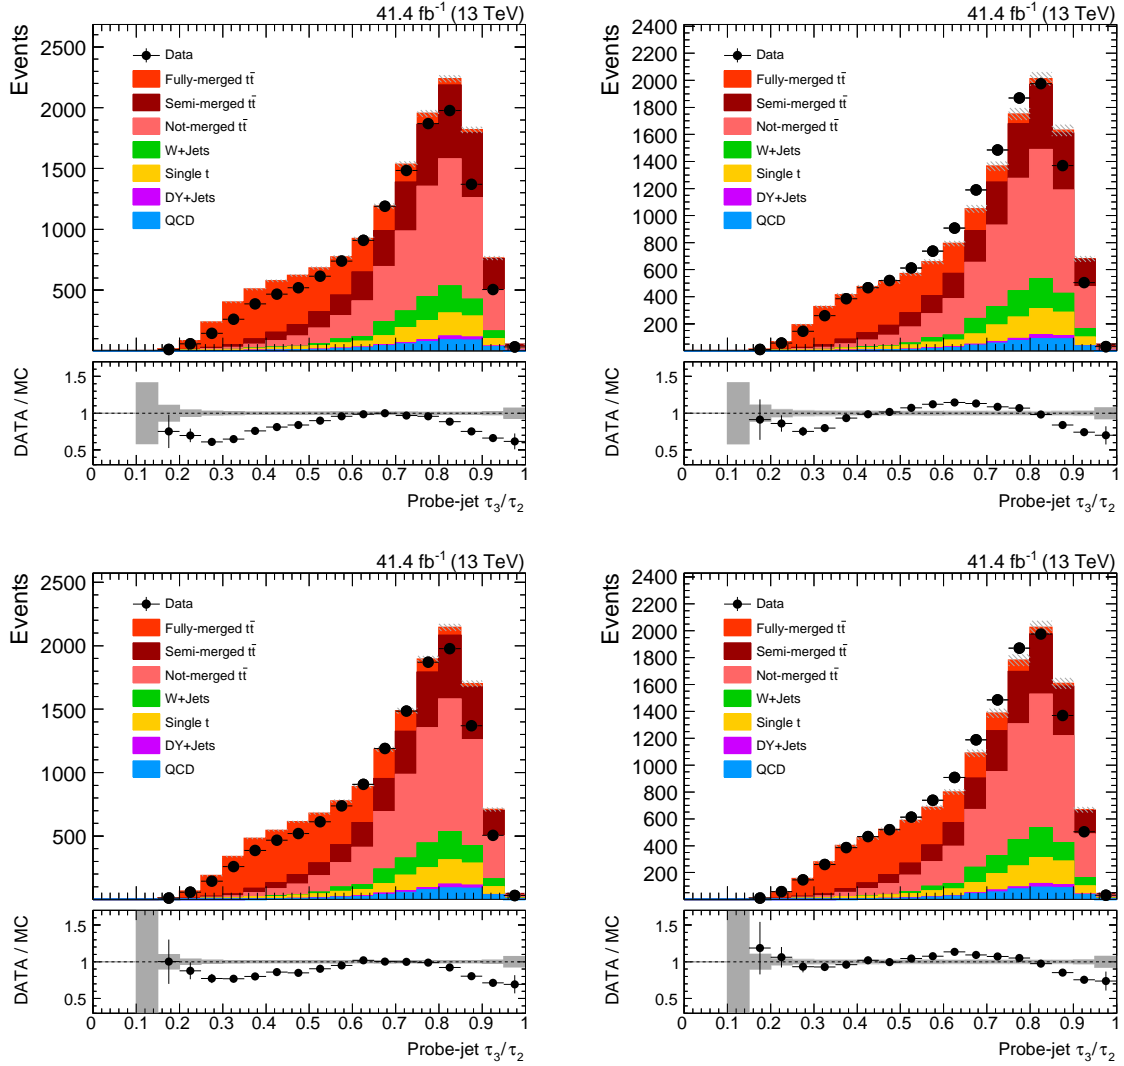 41.4 fb⁻¹ (13 TeV)
Events
2500
2000
1500
1000
500
Data
Fully-merged tt̄
Semi-merged tt̄
Not-merged tt̄
W+Jets
Single t
DY+Jets
QCD
DATA / MC
1.5
1
0.5
0 0.1 0.2 0.3 0.4 0.5 0.6 0.7 0.8 0.9 1
Probe-jet τ₃/τ₂
41.4 fb⁻¹ (13 TeV)
Events
2400
2200
2000
1800
1600
1400
1200
1000
800
600
400
200
Data
Fully-merged tt̄
Semi-merged tt̄
Not-merged tt̄
W+Jets
Single t
DY+Jets
QCD
DATA / MC
1.5
1
0.5
0 0.1 0.2 0.3 0.4 0.5 0.6 0.7 0.8 0.9 1
Probe-jet τ₃/τ₂
41.4 fb⁻¹ (13 TeV)
Events
2500
2000
1500
1000
500
Data
Fully-merged tt̄
Semi-merged tt̄
Not-merged tt̄
W+Jets
Single t
DY+Jets
QCD
DATA / MC
1.5
1
0.5
0 0.1 0.2 0.3 0.4 0.5 0.6 0.7 0.8 0.9 1
Probe-jet τ₃/τ₂
41.4 fb⁻¹ (13 TeV)
Events
2400
2200
2000
1800
1600
1400
1200
1000
800
600
400
200
Data
Fully-merged tt̄
Semi-merged tt̄
Not-merged tt̄
W+Jets
Single t
DY+Jets
QCD
DATA / MC
1.5
1
0.5
0 0.1 0.2 0.3 0.4 0.5 0.6 0.7 0.8 0.9 1
Probe-jet τ₃/τ₂